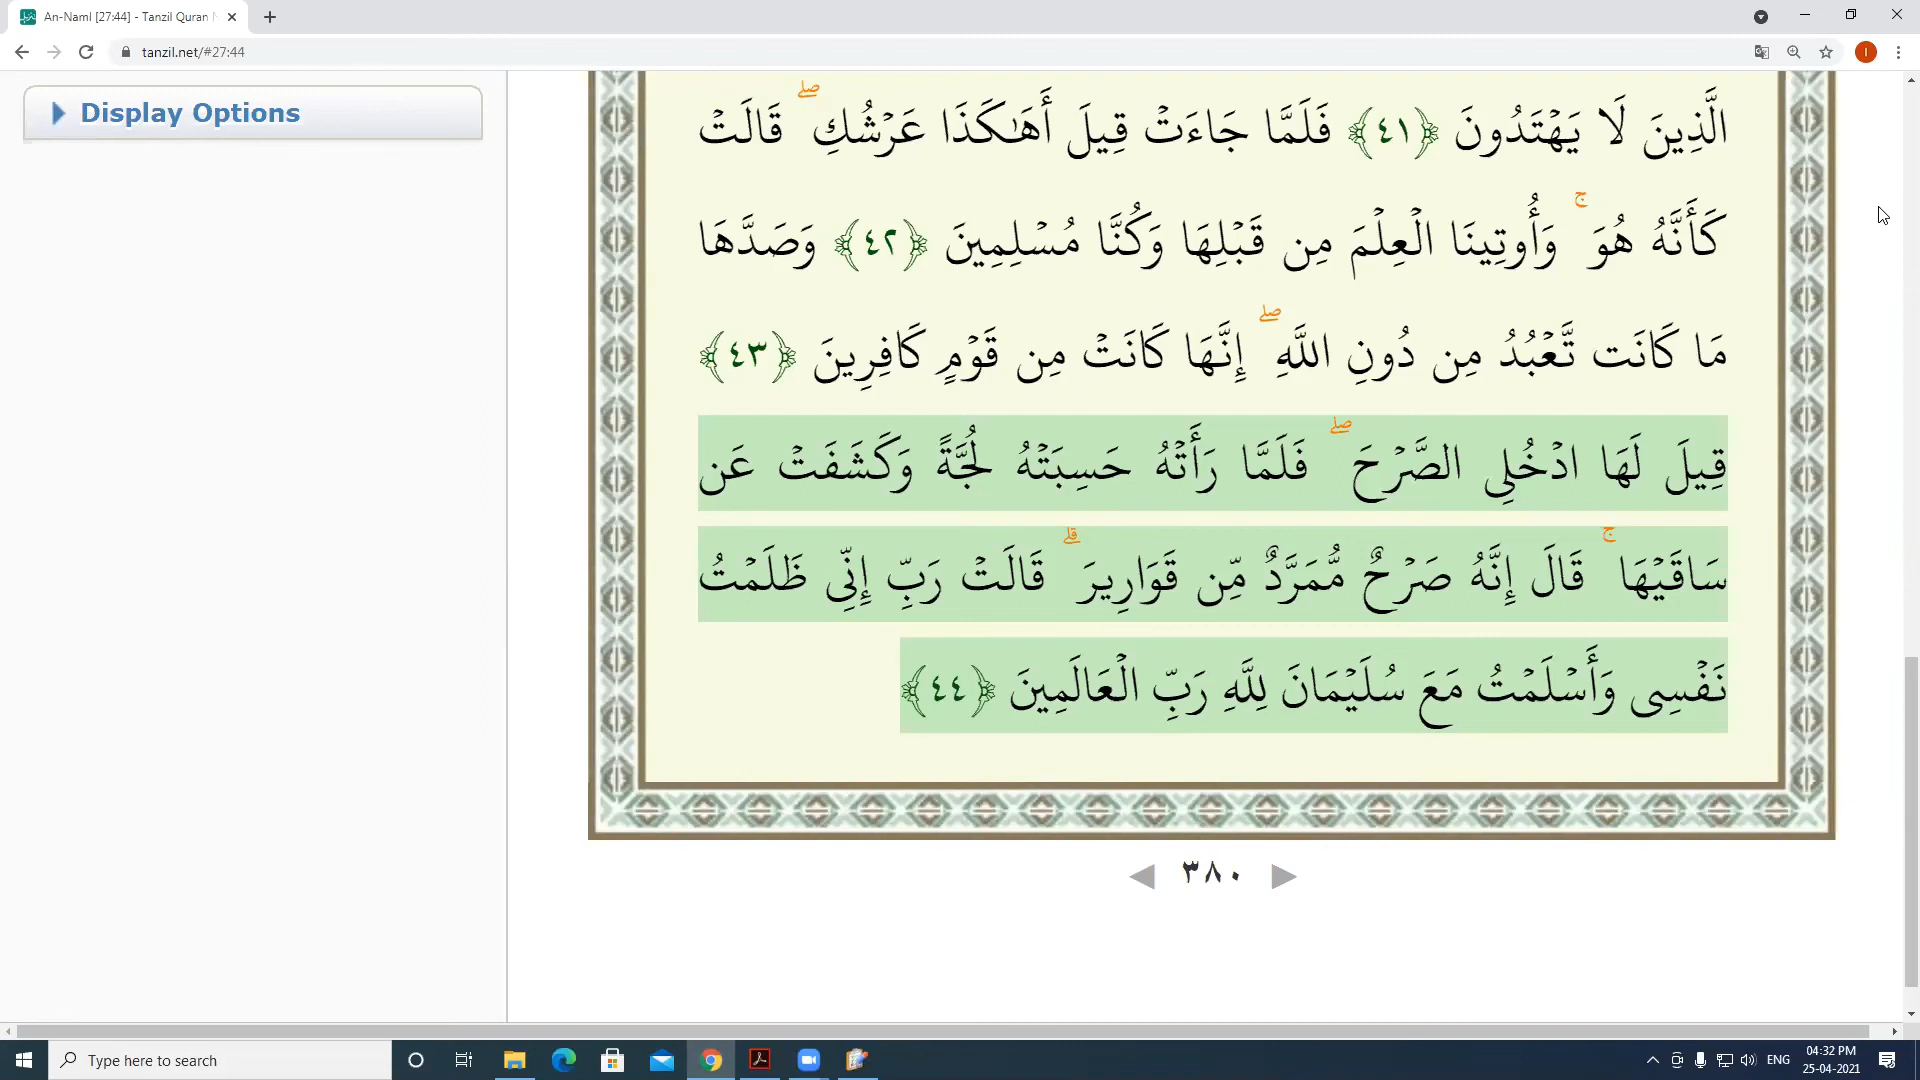 An-Naml [27:44] - Tanzil Quran
tanzil.net/#27:44
Display Options
الَّذِينَ لَا يَهْتَدُونَ ﴿٤١﴾ فَلَمَّا جَاءَتْ قِيلَ أَهَـٰكَذَا عَرْشُكِ ۖ قَالَتْ
كَأَنَّهُ هُوَ ۚ وَأُوتِينَا الْعِلْمَ مِن قَبْلِهَا وَكُنَّا مُسْلِمِينَ ﴿٤٢﴾ وَصَدَّهَا
مَا كَانَت تَّعْبُدُ مِن دُونِ اللَّهِ ۖ إِنَّهَا كَانَتْ مِن قَوْمٍ كَافِرِينَ ﴿٤٣﴾
قِيلَ لَهَا ادْخُلِي الصَّرْحَ ۖ فَلَمَّا رَأَتْهُ حَسِبَتْهُ لُجَّةً وَكَشَفَتْ عَن
سَاقَيْهَا ۚ قَالَ إِنَّهُ صَرْحٌ مُّمَرَّدٌ مِّن قَوَارِيرَ ۗ قَالَتْ رَبِّ إِنِّي ظَلَمْتُ
نَفْسِي وَأَسْلَمْتُ مَعَ سُلَيْمَانَ لِلَّهِ رَبِّ الْعَالَمِينَ ﴿٤٤﴾
٣٨٠
Type here to search
ENG
04:32 PM
25-04-2021